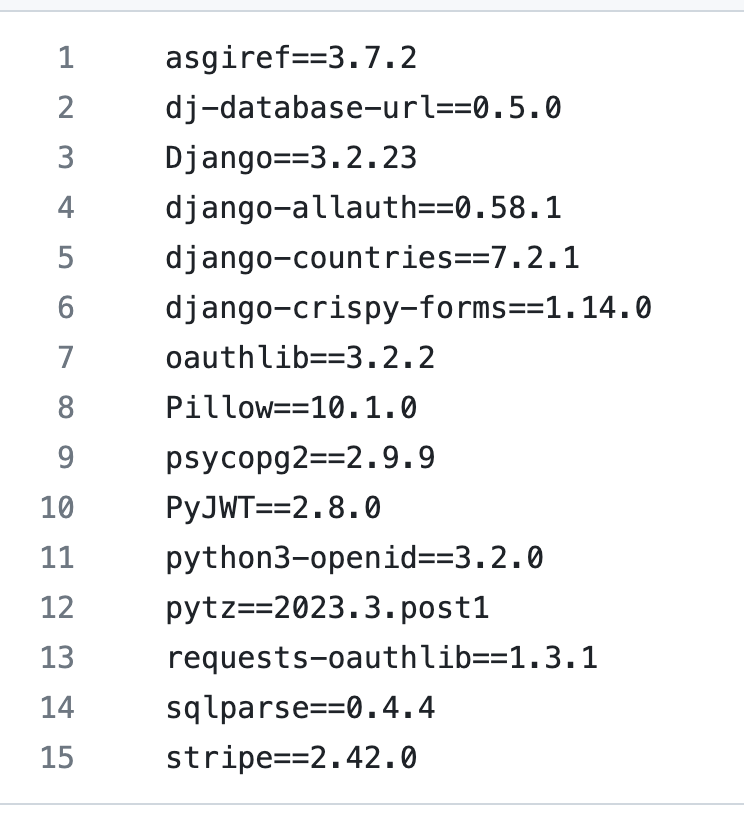 1 asgiref==3.7.2
2 dj-database-url==0.5.0
3 Django==3.2.23
4 django-allauth==0.58.1
5 django-countries==7.2.1
6 django-crispy-forms==1.14.0
7 oauthlib==3.2.2
8 Pillow==10.1.0
9 psycopg2==2.9.9
10 PyJWT==2.8.0
11 python3-openid==3.2.0
12 pytz==2023.3.post1
13 requests-oauthlib==1.3.1
14 sqlparse==0.4.4
15 stripe==2.42.0